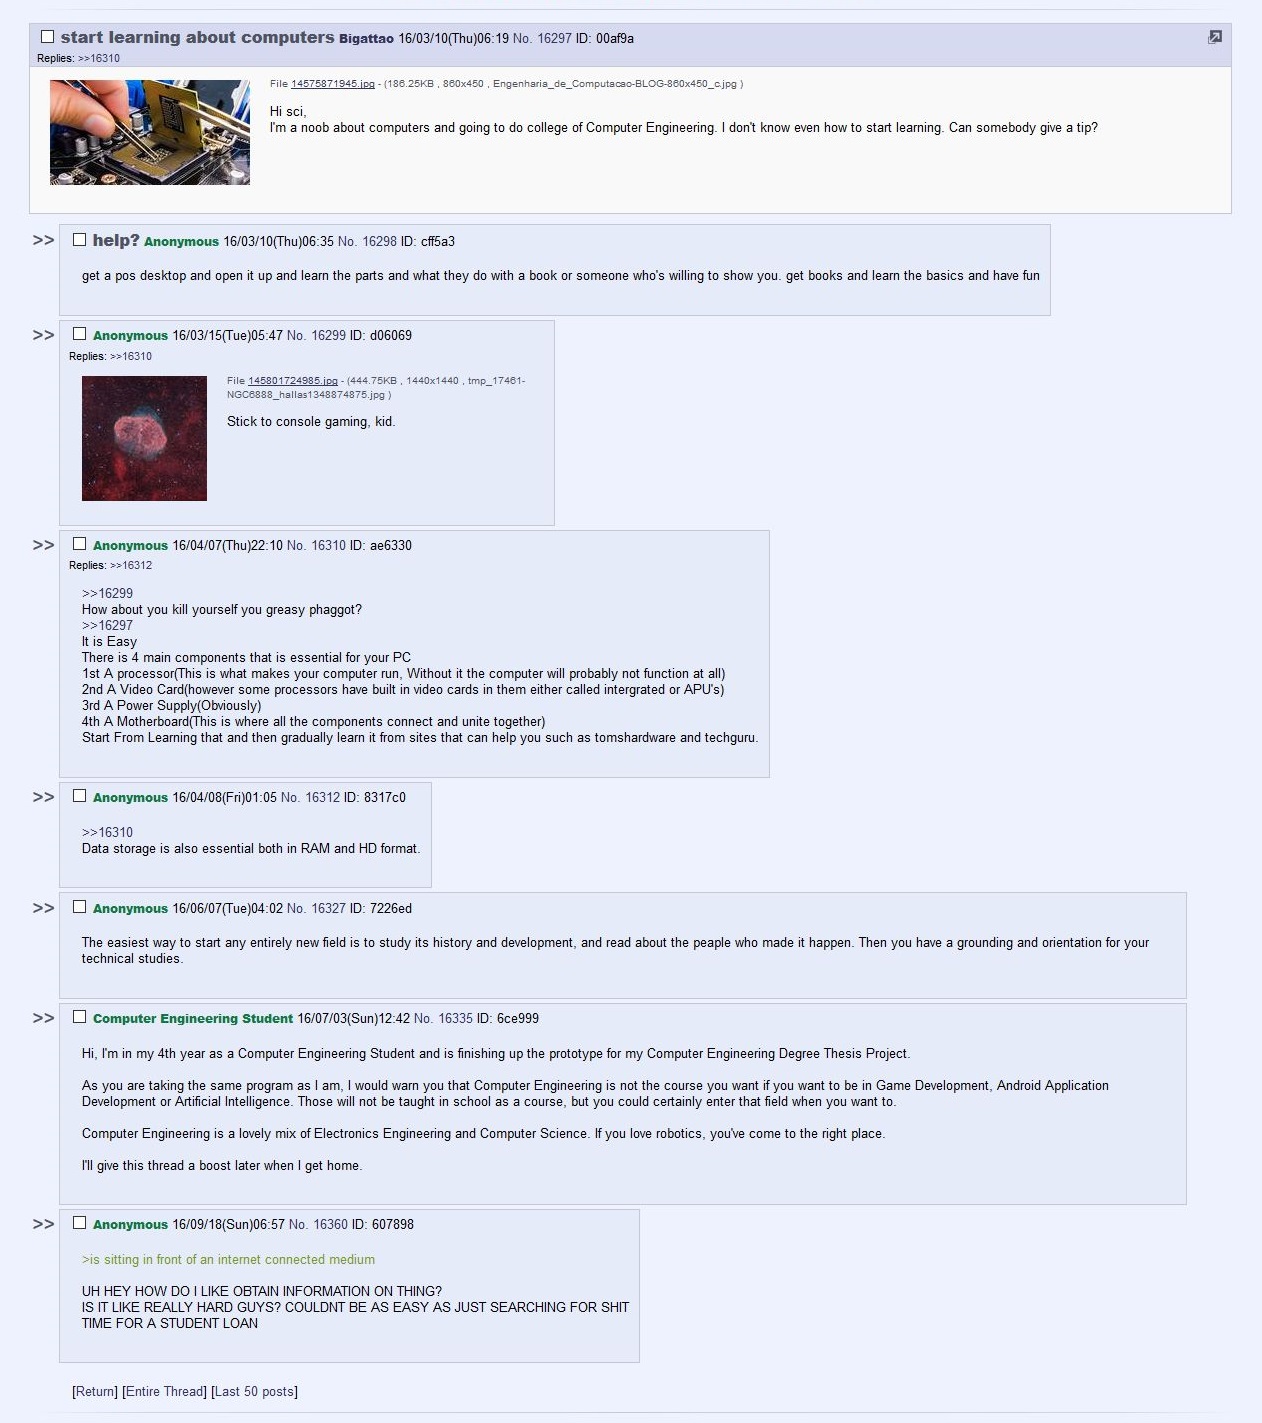 start learning about computers Bigattao 16/03/10(Thu)06:19 No. 16297 ID: 00af9a
Replies: >>16310
File 14575871945.jpg - (186.25KB , 860x450 , Engenharia_de_Computacao-BLOG-860x450_c.jpg )
Hi sci,
I'm a noob about computers and going to do college of Computer Engineering. I don't know even how to start learning. Can somebody give a tip?
>> help? Anonymous 16/03/10(Thu)06:35 No. 16298 ID: cff5a3
get a pos desktop and open it up and learn the parts and what they do with a book or someone who's willing to show you. get books and learn the basics and have fun
>> Anonymous 16/03/15(Tue)05:47 No. 16299 ID: d06069
Replies: >>16310
File 145801724985.jpg - (444.75KB , 1440x1440 , tmp_17461-
NGC6888_hallas1348874875.jpg )
Stick to console gaming, kid.
>> Anonymous 16/04/07(Thu)22:10 No. 16310 ID: ae6330
Replies: >>16312
>>16299
How about you kill yourself you greasy phaggot?
>>16297
It is Easy
There is 4 main components that is essential for your PC
1st A processor(This is what makes your computer run, Without it the computer will probably not function at all)
2nd A Video Card(however some processors have built in video cards in them either called intergrated or APU's)
3rd A Power Supply(Obviously)
4th A Motherboard(This is where all the components connect and unite together)
Start From Learning that and then gradually learn it from sites that can help you such as tomshardware and techguru.
>> Anonymous 16/04/08(Fri)01:05 No. 16312 ID: 8317c0
>>16310
Data storage is also essential both in RAM and HD format.
>> Anonymous 16/06/07(Tue)04:02 No. 16327 ID: 7226ed
The easiest way to start any entirely new field is to study its history and development, and read about the peaple who made it happen. Then you have a grounding and orientation for your
technical studies.
>> Computer Engineering Student 16/07/03(Sun)12:42 No. 16335 ID: 6ce999
Hi, I'm in my 4th year as a Computer Engineering Student and is finishing up the prototype for my Computer Engineering Degree Thesis Project.
As you are taking the same program as I am, I would warn you that Computer Engineering is not the course you want if you want to be in Game Development, Android Application
Development or Artificial Intelligence. Those will not be taught in school as a course, but you could certainly enter that field when you want to.
Computer Engineering is a lovely mix of Electronics Engineering and Computer Science. If you love robotics, you've come to the right place.
I'll give this thread a boost later when I get home.
>> Anonymous 16/09/18(Sun)06:57 No. 16360 ID: 607898
>is sitting in front of an internet connected medium
UH HEY HOW DO I LIKE OBTAIN INFORMATION ON THING?
IS IT LIKE REALLY HARD GUYS? COULDNT BE AS EASY AS JUST SEARCHING FOR SHIT
TIME FOR A STUDENT LOAN
[Return] [Entire Thread] [Last 50 posts]